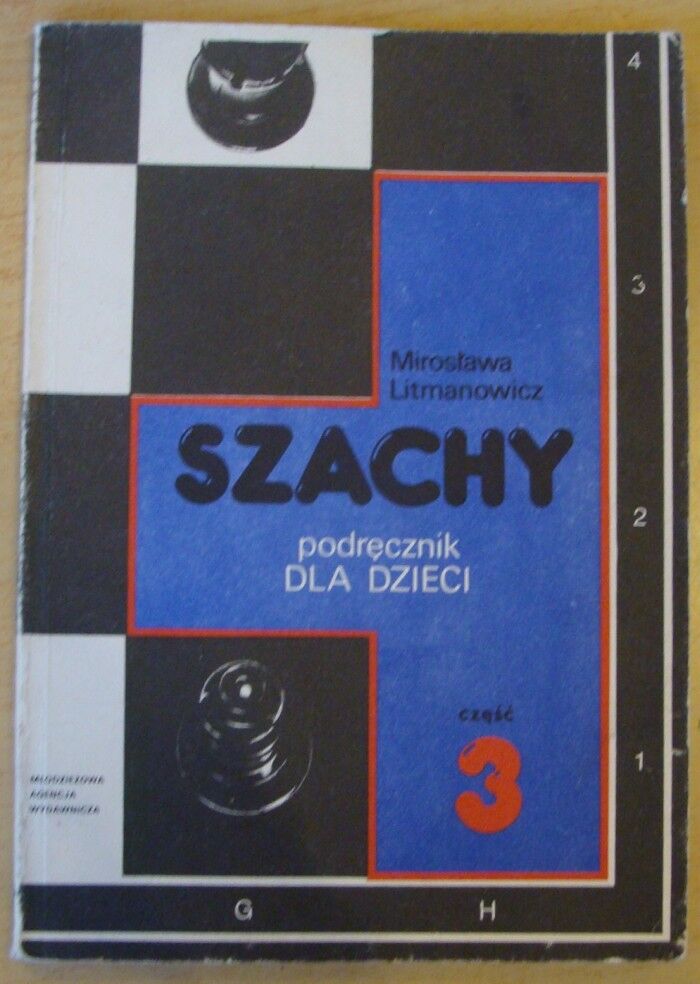 4
3
Mirosława
Litmanowicz
SZACHY
2
podręcznik
DLA DZIECI
część
3
1
MŁODZIEŻOWA
AGENCJA
WYDAWNICZA
G H